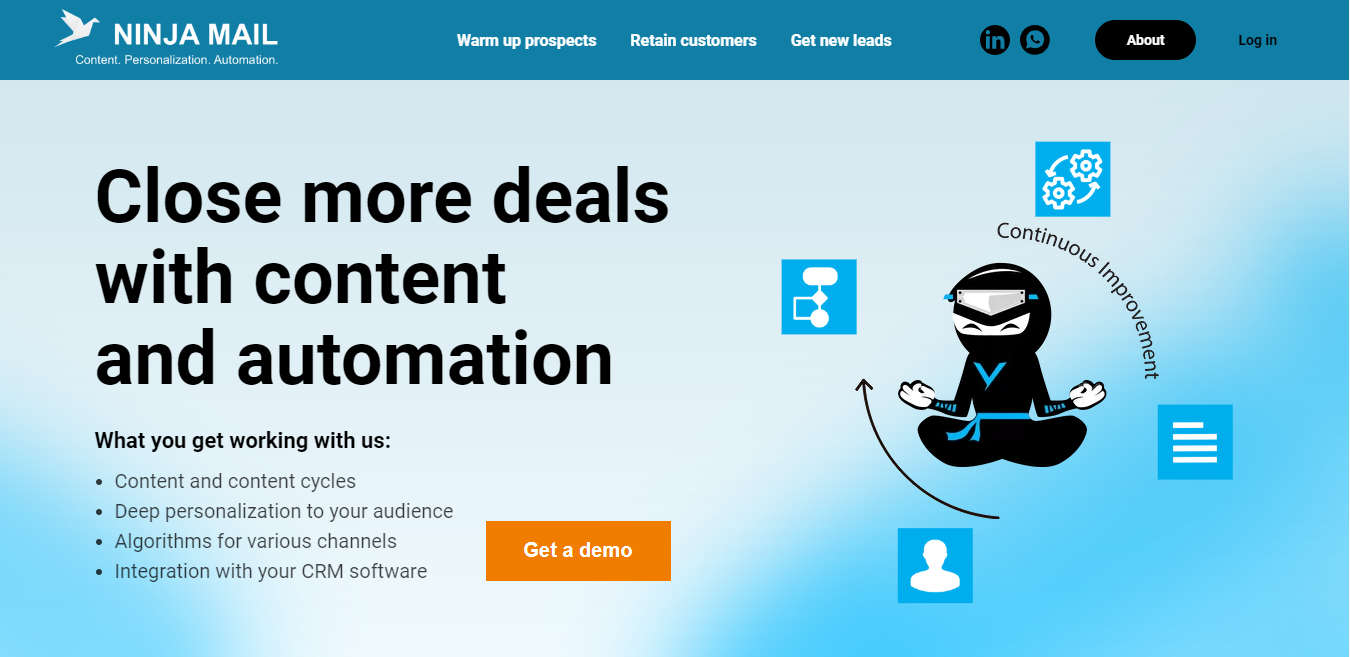 NINJA MAIL
Content. Personalization. Automation.
Warm up prospects
Retain customers
Get new leads
in
About
Log in
Close more deals
with content
and automation
What you get working with us:
Content and content cycles
Deep personalization to your audience
Algorithms for various channels
Integration with your CRM software
Get a demo
Continuous Improvement